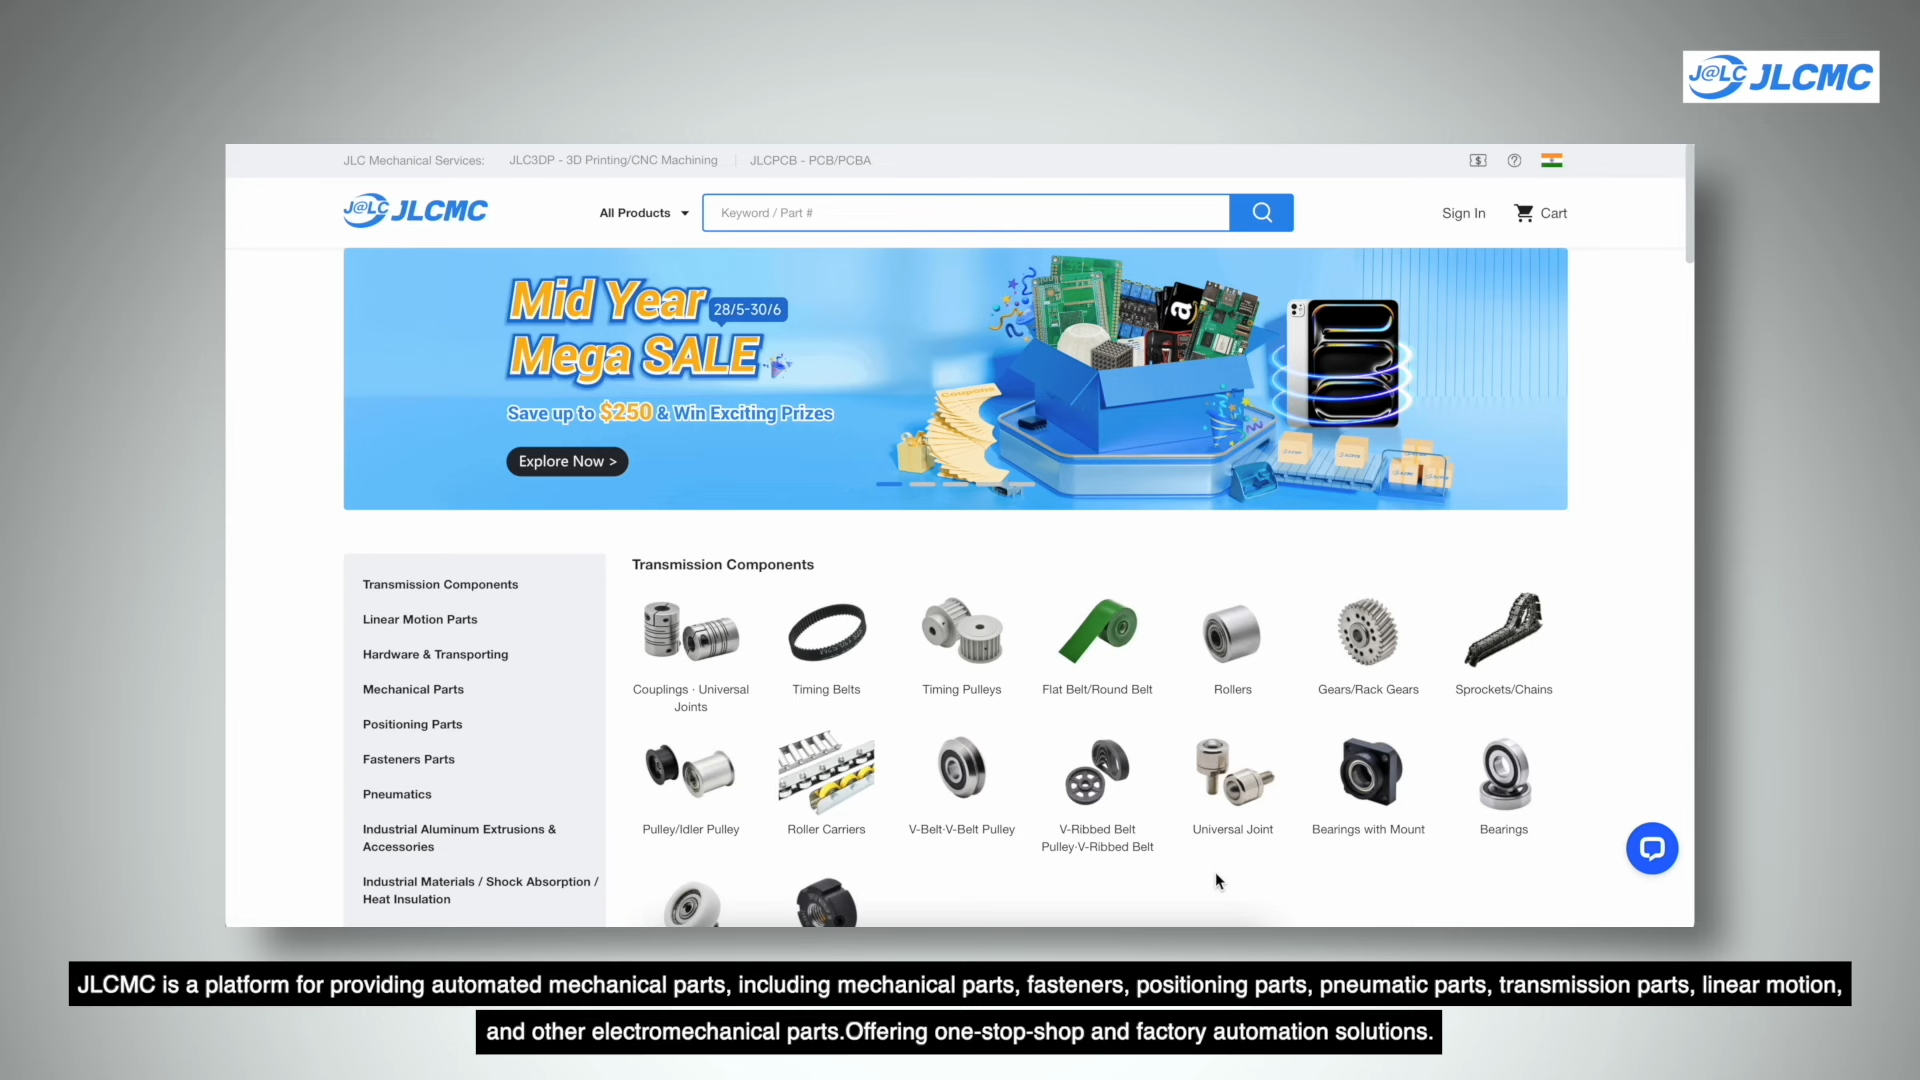 J@LC JLCMC
JLC Mechanical Services: JLC3DP - 3D Printing/CNC Machining JLCPCB - PCB/PCBA
J@LC JLCMC All Products Keyword / Part # Sign In Cart
Mid Year 28/5-30/6
Mega SALE
Save up to $250 & Win Exciting Prizes
Explore Now >
Coupons
Transmission Components
Linear Motion Parts
Hardware & Transporting
Mechanical Parts
Positioning Parts
Fasteners Parts
Pneumatics
Industrial Aluminum Extrusions &
Accessories
Industrial Materials / Shock Absorption /
Heat Insulation
Transmission Components
Couplings · Universal
Joints
Timing Belts
Timing Pulleys
Flat Belt/Round Belt
Rollers
Gears/Rack Gears
Sprockets/Chains
Pulley/Idler Pulley
Roller Carriers
V-Belt·V-Belt Pulley
V-Ribbed Belt
Pulley·V-Ribbed Belt
Universal Joint
Bearings with Mount
Bearings
JLCMC is a platform for providing automated mechanical parts, including mechanical parts, fasteners, positioning parts, pneumatic parts, transmission parts, linear motion,
and other electromechanical parts.Offering one-stop-shop and factory automation solutions.